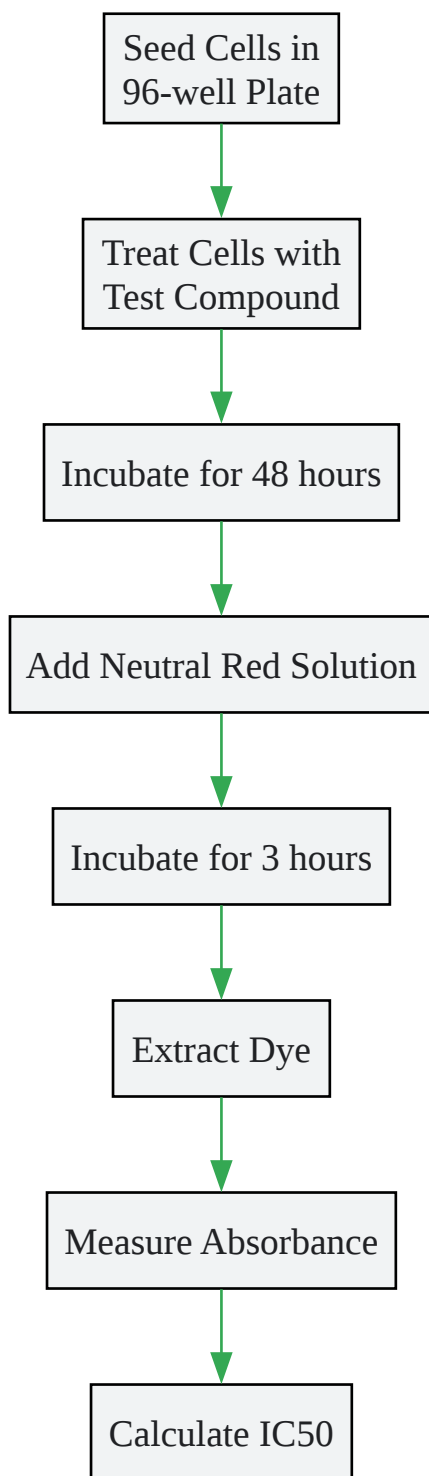 Seed Cells in
96-well Plate
Treat Cells with
Test Compound
Incubate for 48 hours
Add Neutral Red Solution
Incubate for 3 hours
Extract Dye
Measure Absorbance
Calculate IC50